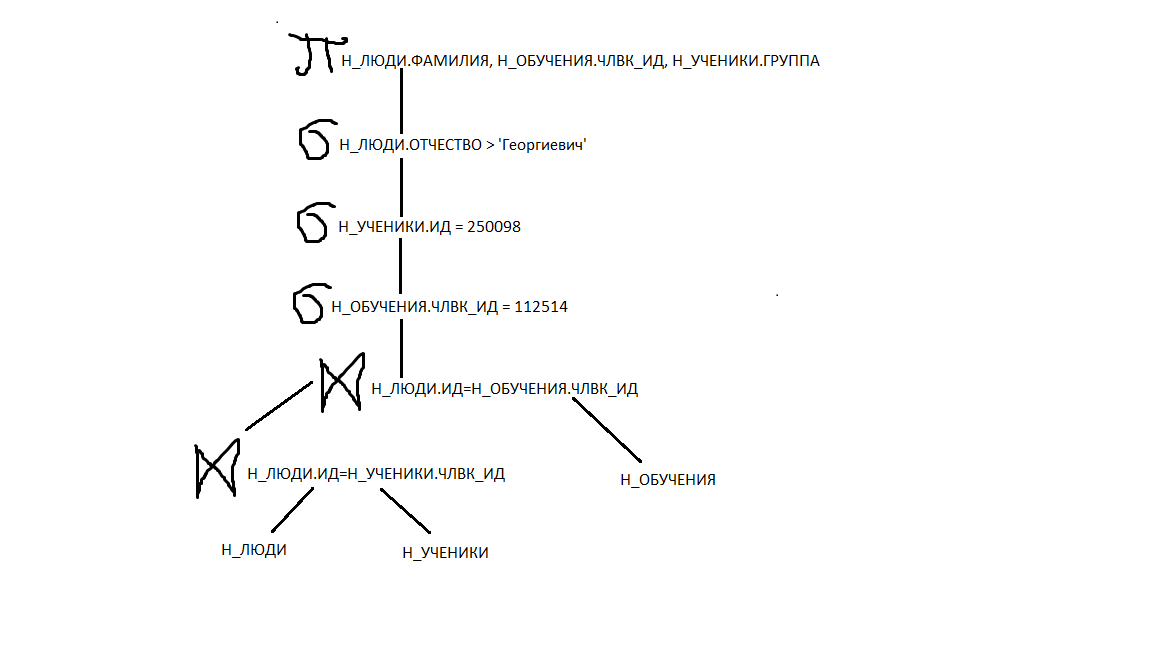 π Н_ЛЮДИ.ФАМИЛИЯ, Н_ОБУЧЕНИЯ.ЧЛВК_ИД, Н_УЧЕНИКИ.ГРУППА
σ Н_ЛЮДИ.ОТЧЕСТВО > 'Георгиевич'
σ Н_УЧЕНИКИ.ИД = 250098
σ Н_ОБУЧЕНИЯ.ЧЛВК_ИД = 112514
⋈ Н_ЛЮДИ.ИД=Н_ОБУЧЕНИЯ.ЧЛВК_ИД
⋈ Н_ЛЮДИ.ИД=Н_УЧЕНИКИ.ЧЛВК_ИД
Н_ОБУЧЕНИЯ
Н_ЛЮДИ
Н_УЧЕНИКИ